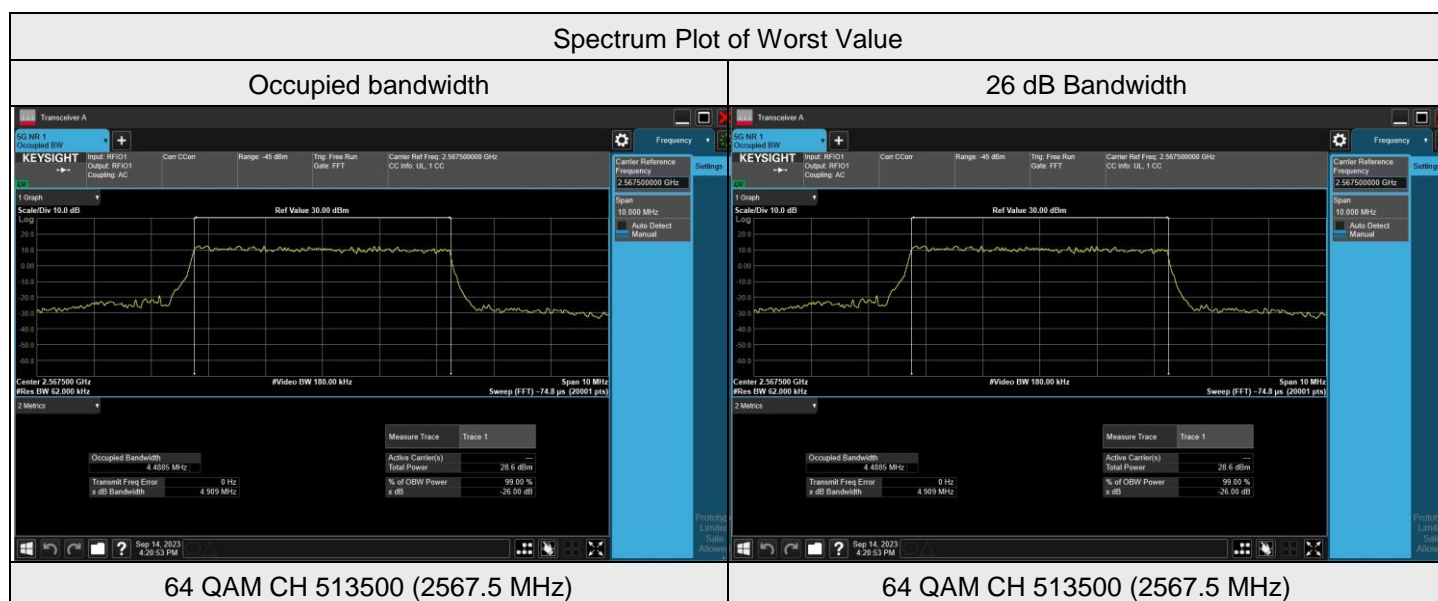 Spectrum Plot of Worst Value
Occupied bandwidth
26 dB Bandwidth
Transceiver A
5G NR 1
Occupied BW
+
Frequency
KEYSIGHT
Input: RFIO1
Output: RFIO1
Coupling: AC
Corr CCorr
Range: -45 dBm
Trig: Free Run
Gate: FFT
Carrier Ref Freq: 2.567500000 GHz
CC Info: UL, 1 CC
Carrier Reference
Frequency
2.567500000 GHz
Settings
Span
10.000 MHz
Auto Detect
Manual
1 Graph
Scale/Div 10.0 dB
Ref Value 30.00 dBm
Log
20.0
10.0
0.00
-10.0
-20.0
-30.0
-40.0
-50.0
-60.0
Center 2.567500 GHz
#Video BW 180.00 kHz
Span 10 MHz
#Res BW 62.000 kHz
Sweep (FFT) ~74.8 µs (20001 pts)
2 Metrics
Measure Trace Trace 1
Occupied Bandwidth
4.4885 MHz
Active Carrier(s) ---
Total Power 28.6 dBm
Transmit Freq Error 0 Hz
x dB Bandwidth 4.909 MHz
% of OBW Power 99.00 %
x dB -26.00 dB
?
Sep 14, 2023
4:20:53 PM
Transceiver A
5G NR 1
Occupied BW
+
Frequency
KEYSIGHT
Input: RFIO1
Output: RFIO1
Coupling: AC
Corr CCorr
Range: -45 dBm
Trig: Free Run
Gate: FFT
Carrier Ref Freq: 2.567500000 GHz
CC Info: UL, 1 CC
Carrier Reference
Frequency
2.567500000 GHz
Settings
Span
10.000 MHz
Auto Detect
Manual
1 Graph
Scale/Div 10.0 dB
Ref Value 30.00 dBm
Log
20.0
10.0
0.00
-10.0
-20.0
-30.0
-40.0
-50.0
-60.0
Center 2.567500 GHz
#Video BW 180.00 kHz
Span 10 MHz
#Res BW 62.000 kHz
Sweep (FFT) ~74.8 µs (20001 pts)
2 Metrics
Measure Trace Trace 1
Occupied Bandwidth
4.4885 MHz
Active Carrier(s) ---
Total Power 28.6 dBm
Transmit Freq Error 0 Hz
x dB Bandwidth 4.909 MHz
% of OBW Power 99.00 %
x dB -26.00 dB
?
Sep 14, 2023
4:20:53 PM
64 QAM CH 513500 (2567.5 MHz)
64 QAM CH 513500 (2567.5 MHz)